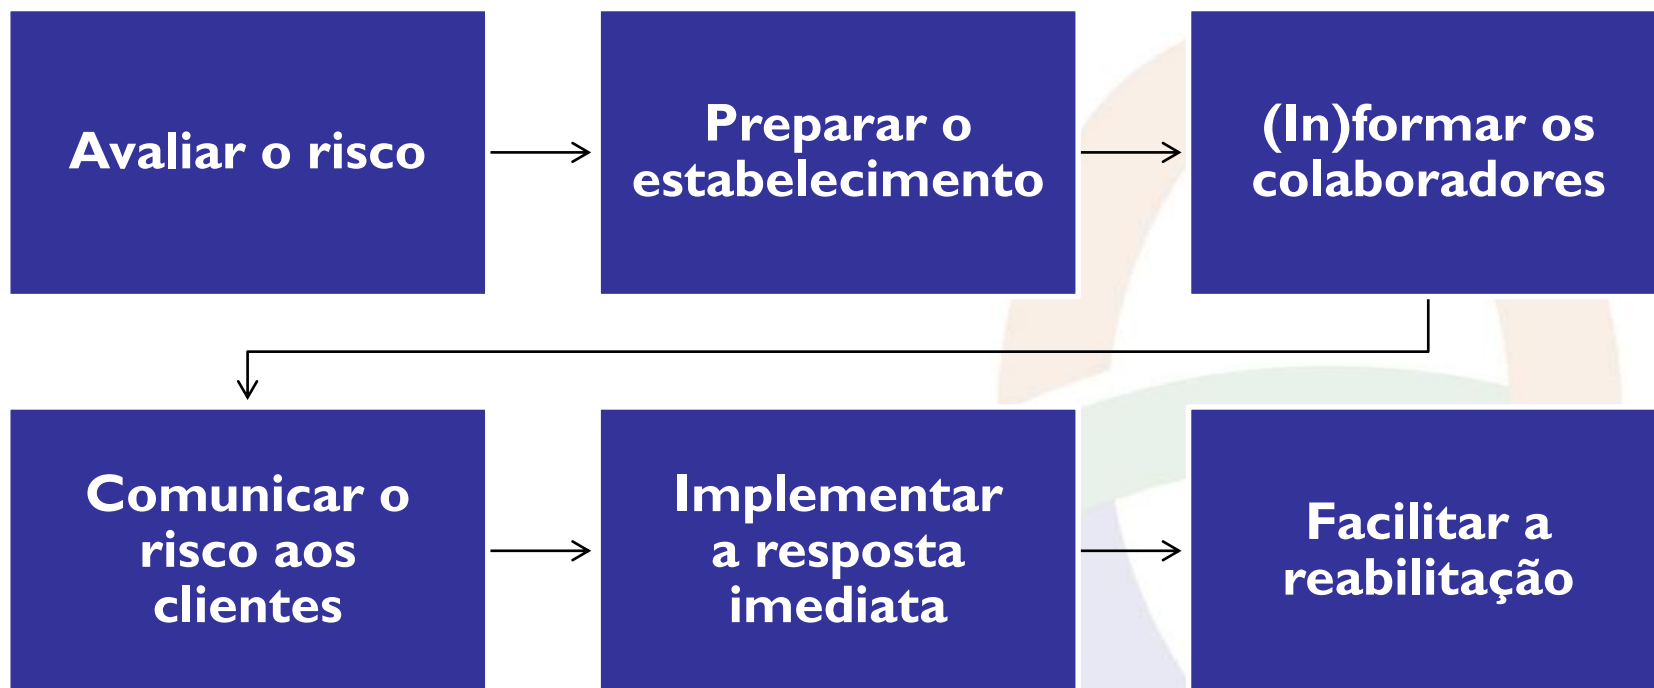 Avaliar o risco
Preparar o
estabelecimento
(In)formar os
colaboradores
Comunicar o
risco aos
clientes
Implementar
a resposta
imediata
Facilitar a
reabilitação